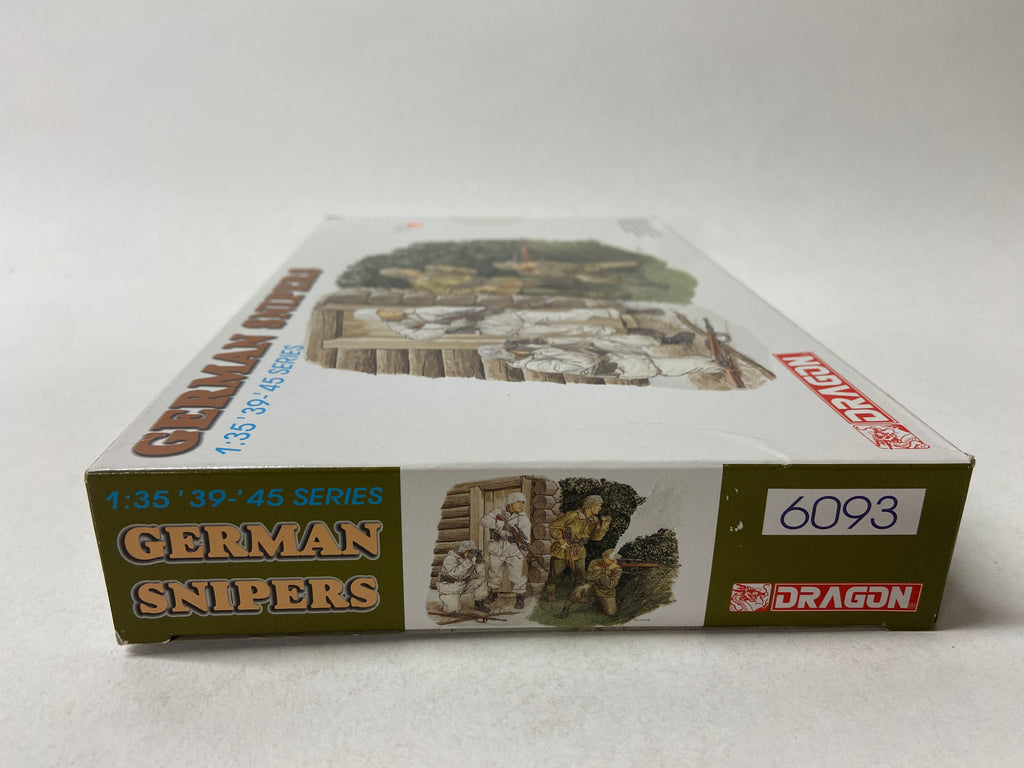 GERMAN SNIPERS
1:35 '39-'45 SERIES
DRAGON
1:35 '39-'45 SERIES
GERMAN
SNIPERS
6093
DRAGON